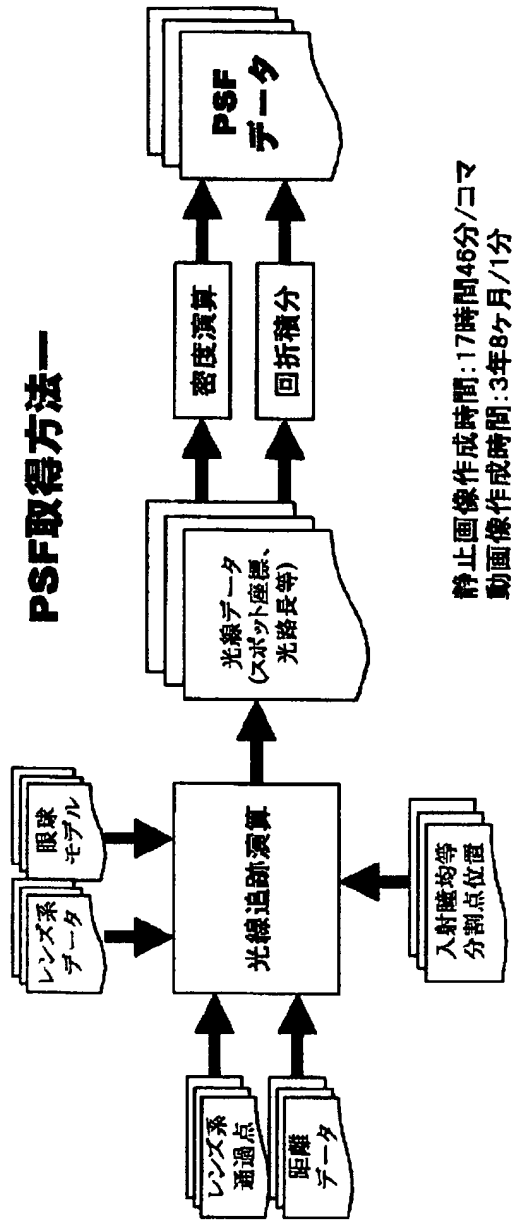 PSF取得方法一
レンズ系
データ
眼球
モデル
レンズ系
通過点
距離
データ
光線追跡演算
入射瞳均等
分割点位置
光線データ
(スポット座標、
光路長等)
密度演算
回折積分
PSF
データ
静止画像作成時間:17時間46分/コマ
動画像作成時間:3年8ヶ月/1分